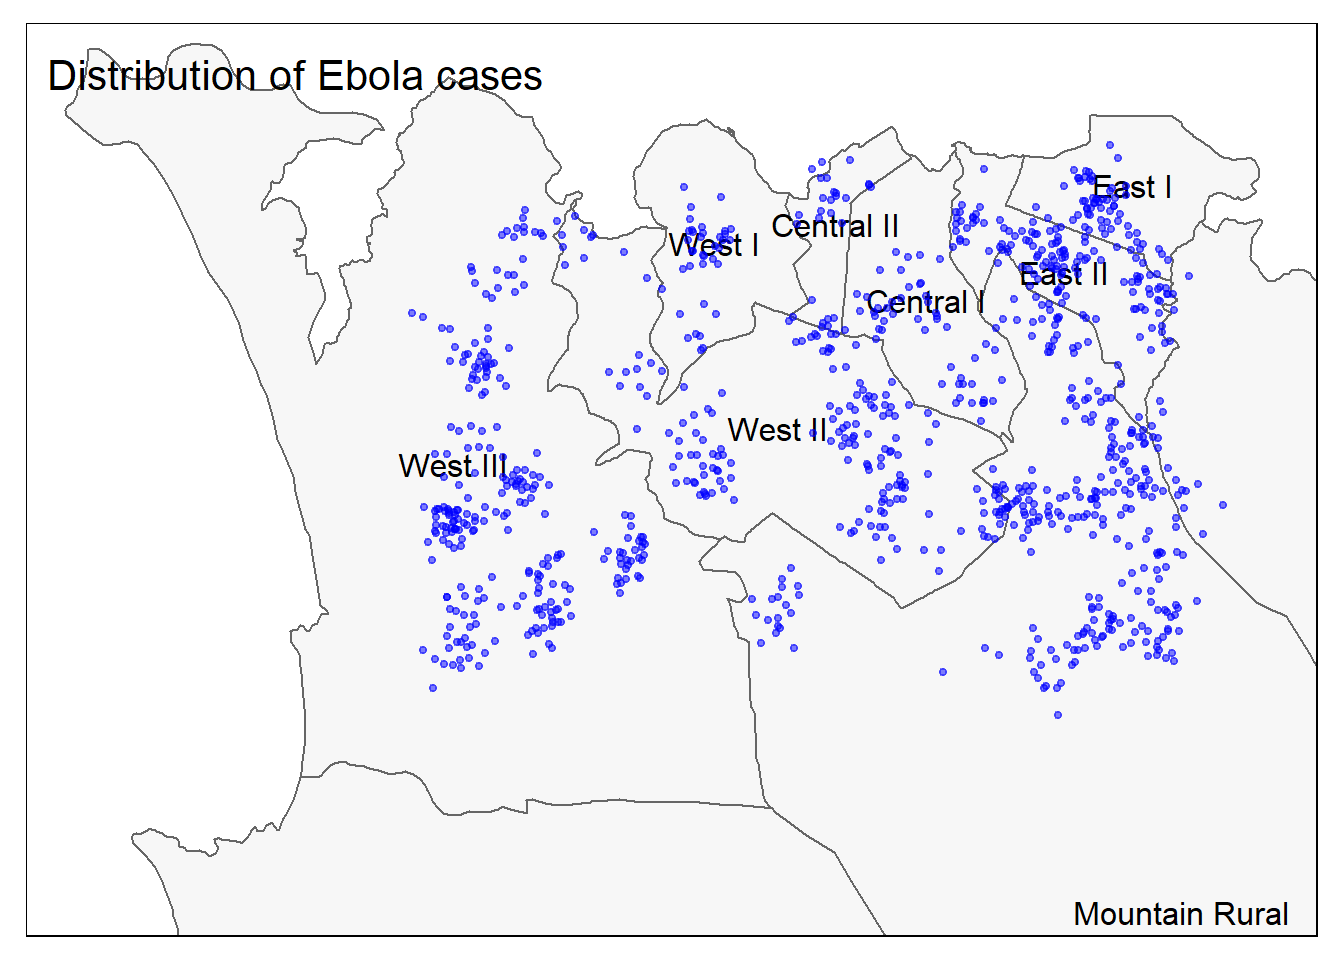 Distribution of Ebola cases
East I
Central II
West I
East II
Central I
West II
West III
Mountain Rural